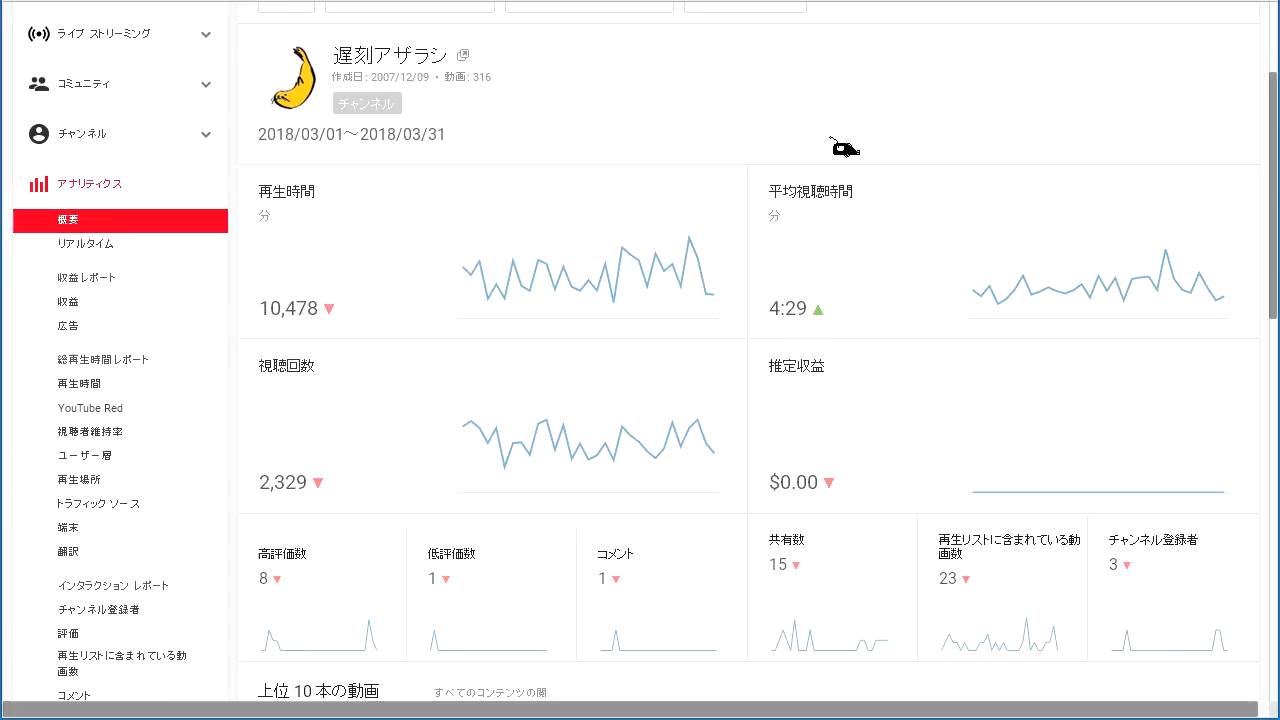 ライブ ストリーミング
コミュニティ
チャンネル
アナリティクス
概要
リアルタイム
収益レポート
収益
広告
総再生時間レポート
再生時間
YouTube Red
視聴者維持率
ユーザー層
再生場所
トラフィック ソース
端末
翻訳
インタラクション レポート
チャンネル登録者
評価
再生リストに含まれている動
画数
コメント
遅刻アザラシ
作成日: 2007/12/09 • 動画: 316
チャンネル
2018/03/01～2018/03/31
再生時間
分
10,478
平均視聴時間
分
4:29
視聴回数
2,329
推定収益
$0.00
高評価数
8
低評価数
1
コメント
1
共有数
15
再生リストに含まれている動
画数
23
チャンネル登録者
3
上位 10 本の動画
すべてのコンテンツの閲